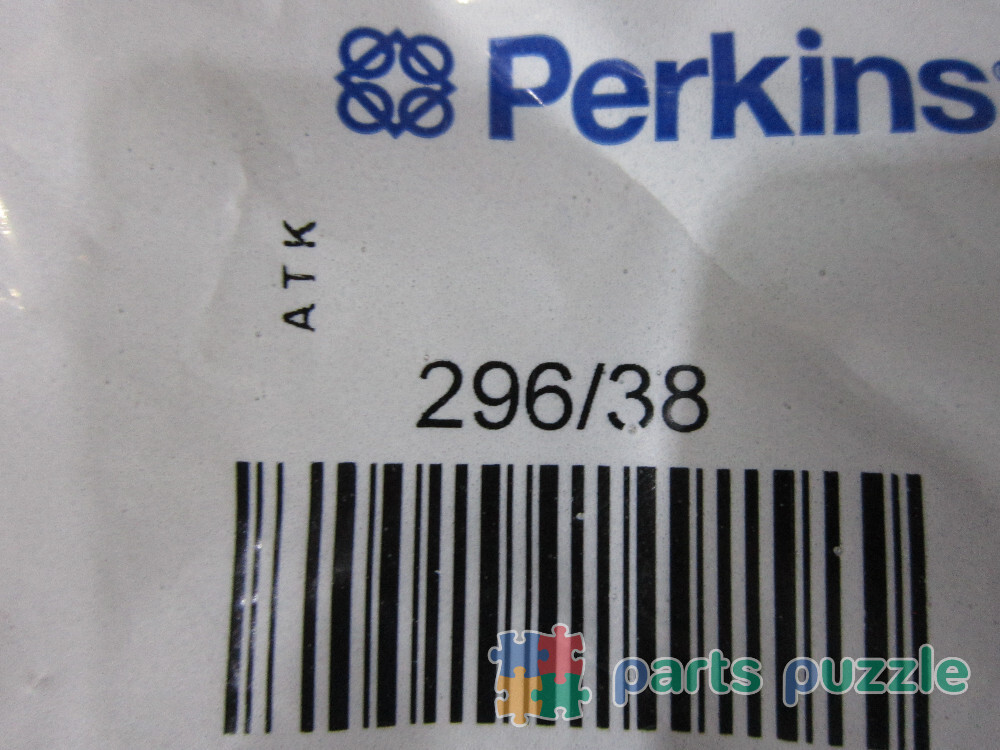 Perkins
ATK
296/38
parts puzzle